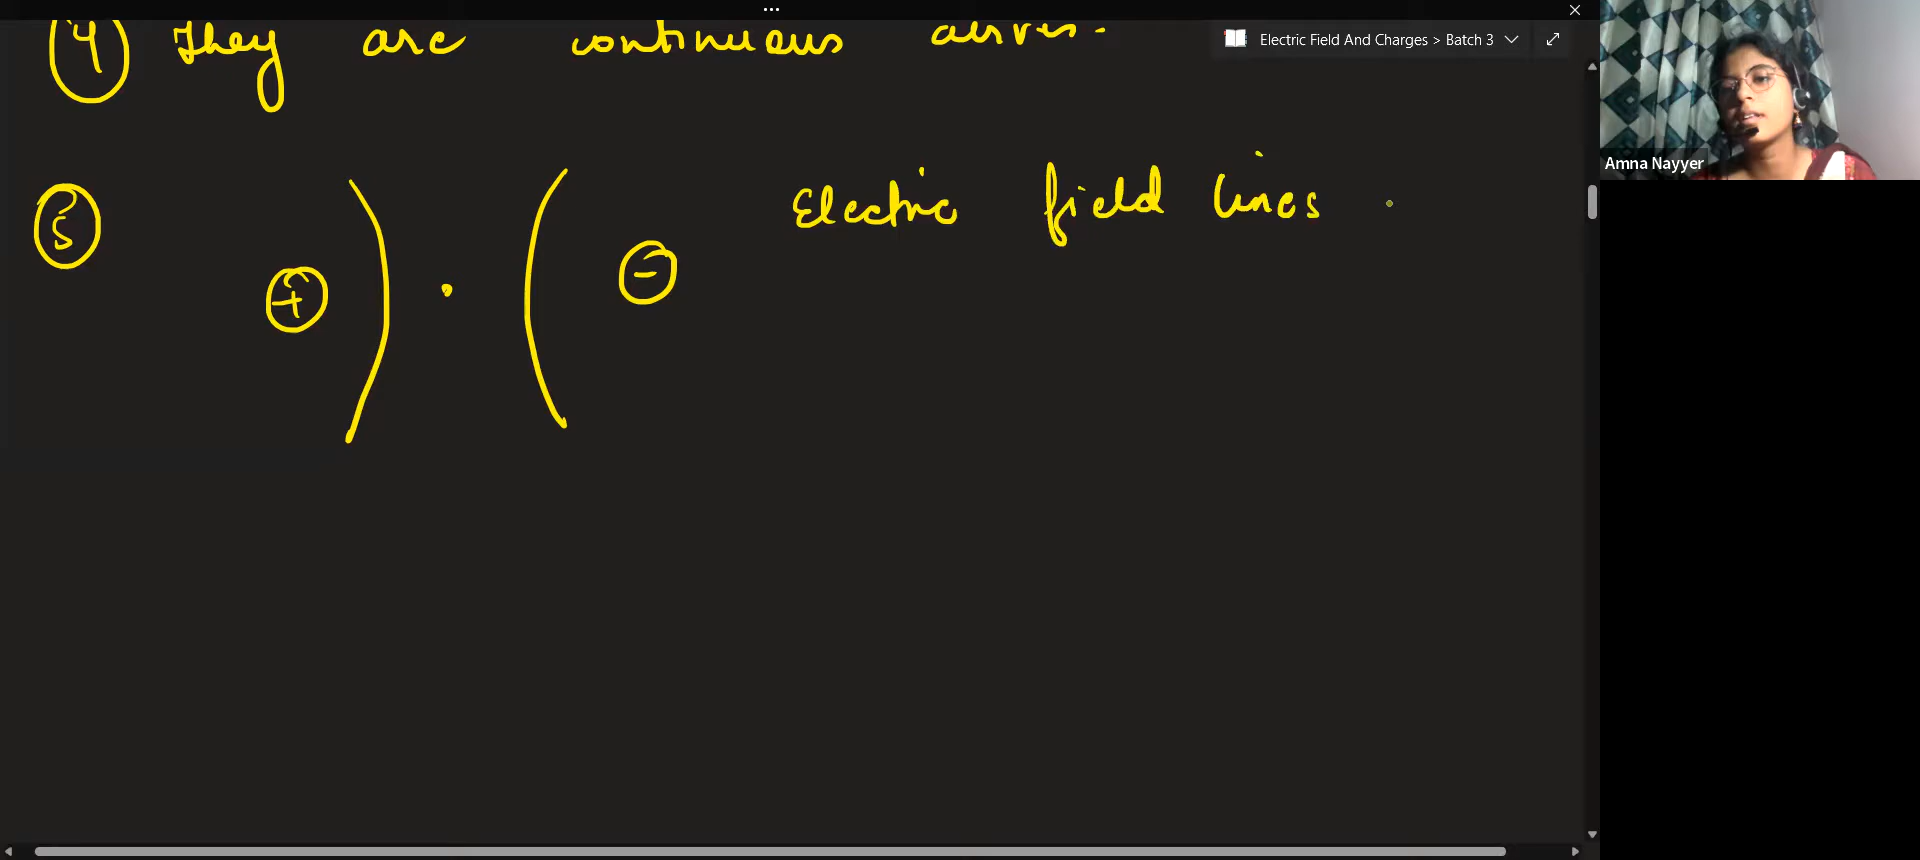 ④ They are continuous curves.
Electric Field And Charges > Batch 3
Amna Nayyer
⑤ Electric field lines
+ −